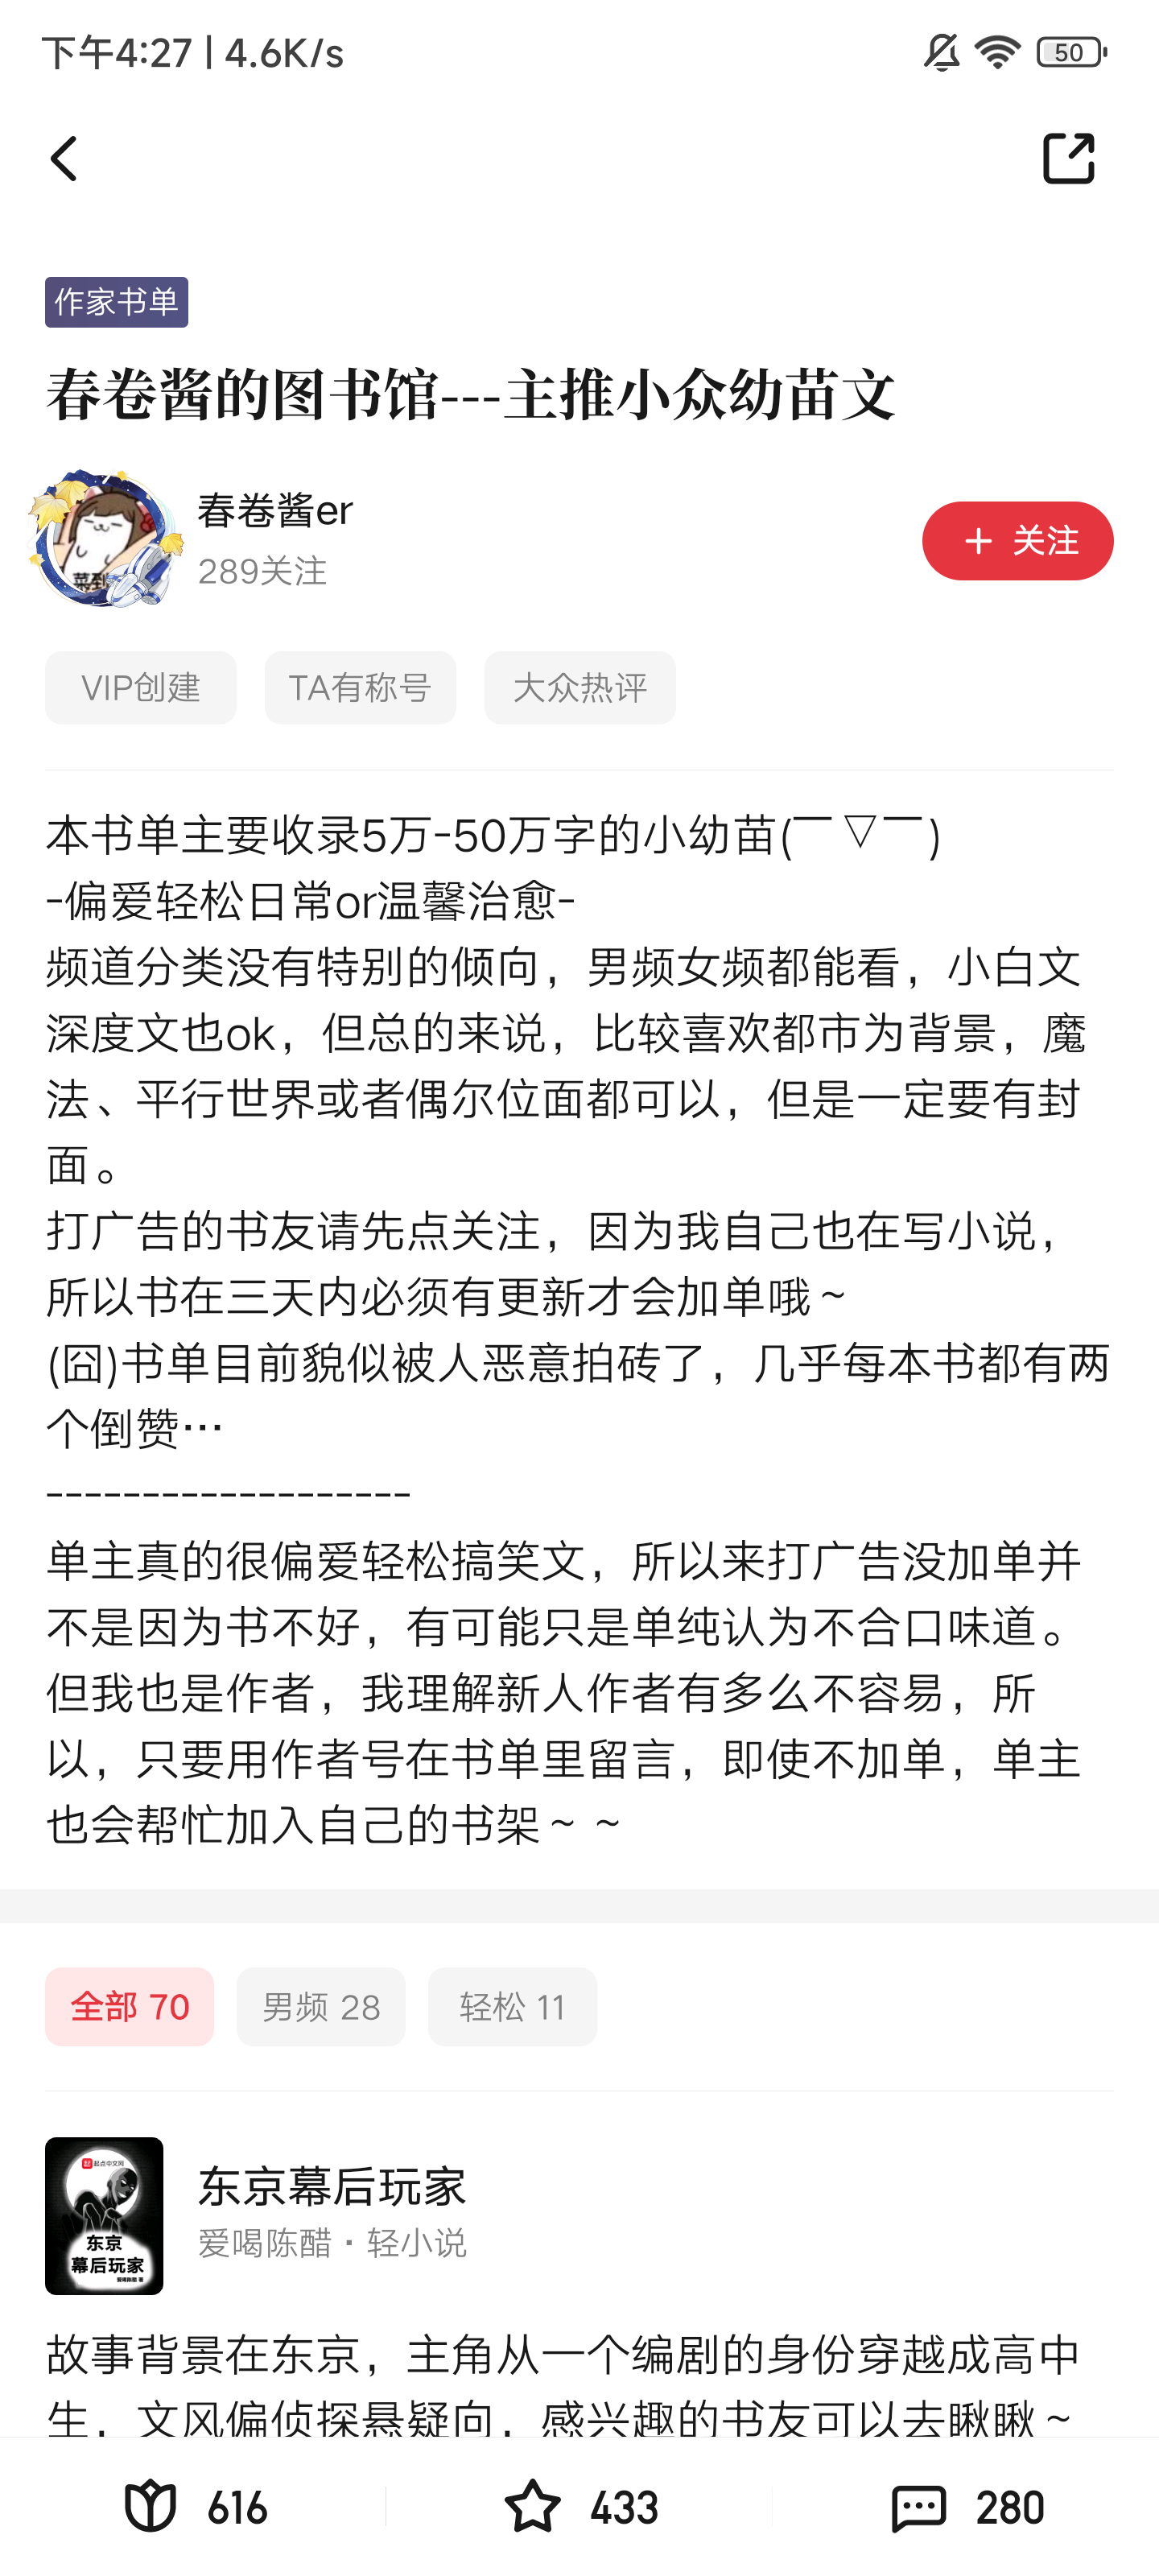 下午4:27 | 4.6K/s
50
作家书单
春卷酱的图书馆---主推小众幼苗文
菜到
春卷酱er
289关注
+ 关注
VIP创建
TA有称号
大众热评
本书单主要收录5万-50万字的小幼苗(￣▽￣)
-偏爱轻松日常or温馨治愈-
频道分类没有特别的倾向，男频女频都能看，小白文
深度文也ok，但总的来说，比较喜欢都市为背景，魔
法、平行世界或者偶尔位面都可以，但是一定要有封
面。
打广告的书友请先点关注，因为我自己也在写小说，
所以书在三天内必须有更新才会加单哦～
(囧)书单目前貌似被人恶意拍砖了，几乎每本书都有两
个倒赞…
-------------------
单主真的很偏爱轻松搞笑文，所以来打广告没加单并
不是因为书不好，有可能只是单纯认为不合口味道。
但我也是作者，我理解新人作者有多么不容易，所
以，只要用作者号在书单里留言，即使不加单，单主
也会帮忙加入自己的书架～～
全部 70
男频 28
轻松 11
起点中文网
东京
幕后玩家
爱喝陈醋 著
东京幕后玩家
爱喝陈醋·轻小说
故事背景在东京，主角从一个编剧的身份穿越成高中
生，文风偏侦探悬疑向，感兴趣的书友可以去瞅瞅～
616
433
280